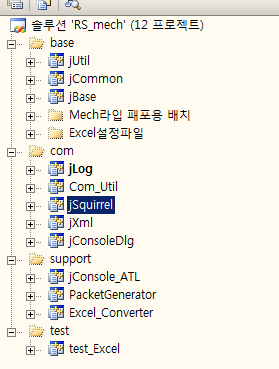 솔루션 'RS_mech' (12 프로젝트)
base
jUtil
jCommon
jBase
Mech라입 패포용 배치
Excel설정파일
com
jLog
Com_Util
jSquirrel
jXml
jConsoleDlg
support
jConsole_ATL
PacketGenerator
Excel_Converter
test
test_Excel